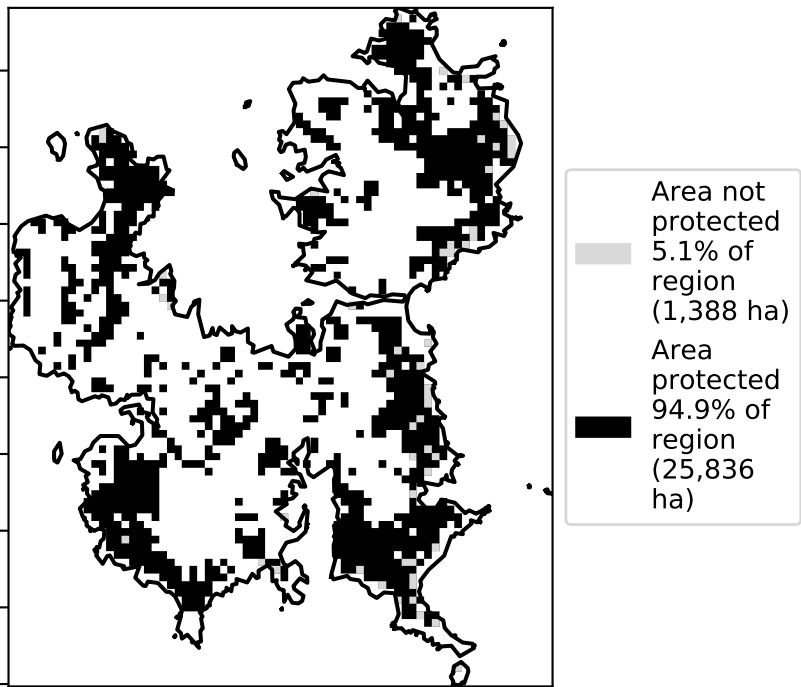 Area not
protected
5.1% of
region
(1,388 ha)
Area
protected
94.9% of
region
(25,836
ha)